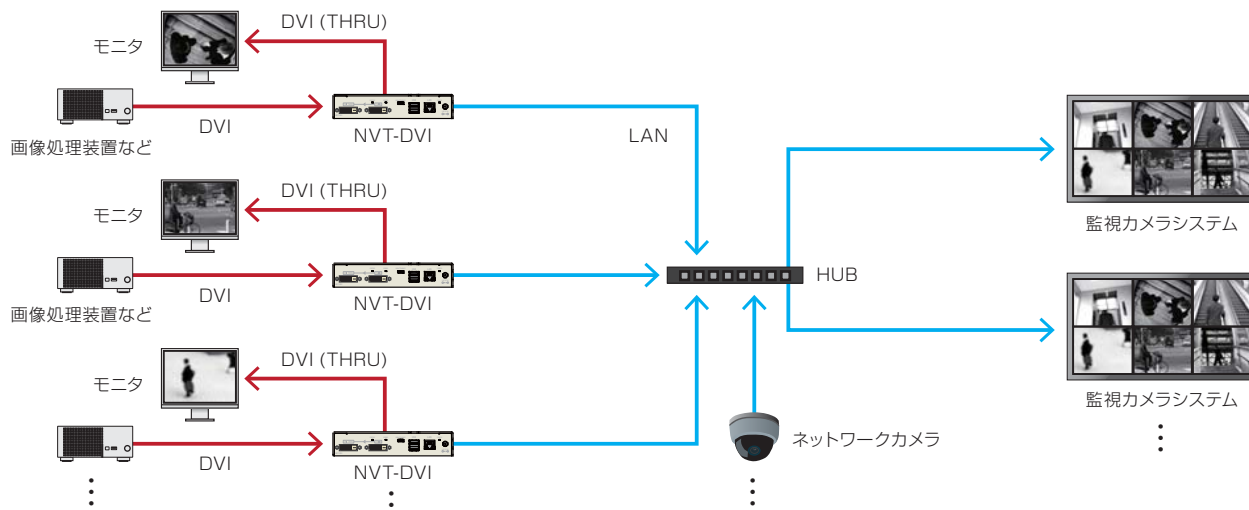 DVI (THRU)
モニタ
DVI
NVT-DVI
画像処理装置など
LAN
DVI (THRU)
モニタ
DVI
NVT-DVI
画像処理装置など
HUB
DVI (THRU)
モニタ
DVI
NVT-DVI
ネットワークカメラ
監視カメラシステム
監視カメラシステム